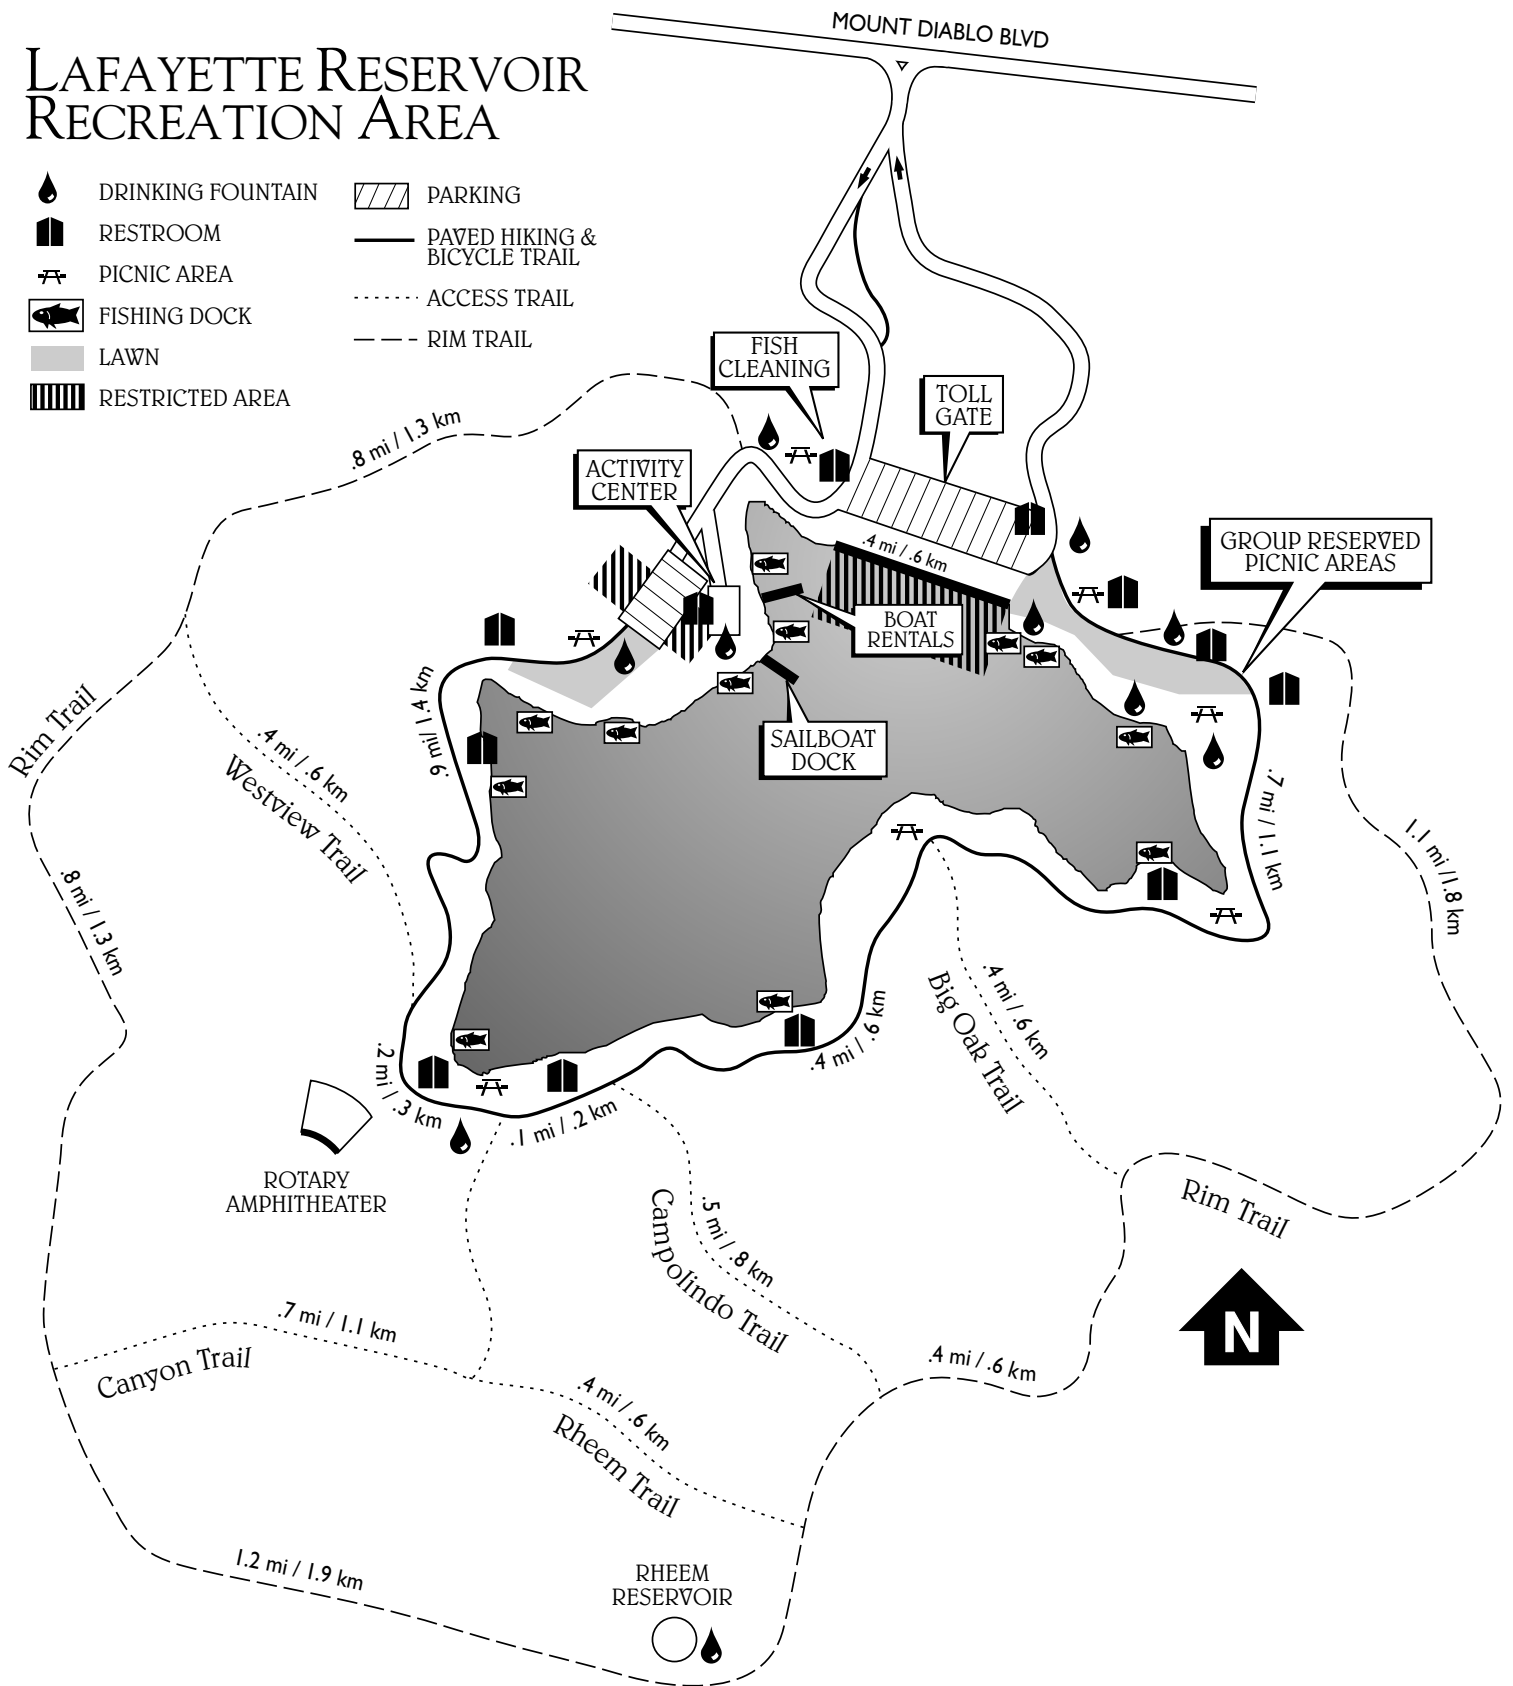 MOUNT DIABLO BLVD
LAFAYETTE RESERVOIR
RECREATION AREA
DRINKING FOUNTAIN
RESTROOM
PICNIC AREA
FISHING DOCK
LAWN
RESTRICTED AREA
PARKING
PAVED HIKING &
BICYCLE TRAIL
ACCESS TRAIL
RIM TRAIL
FISH
CLEANING
TOLL
GATE
.8 mi / 1.3 km
ACTIVITY
CENTER
GROUP RESERVED
PICNIC AREAS
.4 mi / .6 km
BOAT
RENTALS
SAILBOAT
DOCK
.9 mi / 1.4 km
Rim Trail
.4 mi / .6 km
Westview Trail
.7 mi / 1.1 km
1.1 mi /1.8 km
.8 mi / 1.3 km
.4 mi / .6 km
Big Oak Trail
.4 mi / .6 km
.2 mi / .3 km
.1 mi / .2 km
ROTARY
AMPHITHEATER
Rim Trail
.5 mi / .8 km
Campolindo Trail
N
.7 mi / 1.1 km
Canyon Trail
.4 mi / .6 km
.4 mi / .6 km
Rheem Trail
1.2 mi / 1.9 km
RHEEM
RESERVOIR